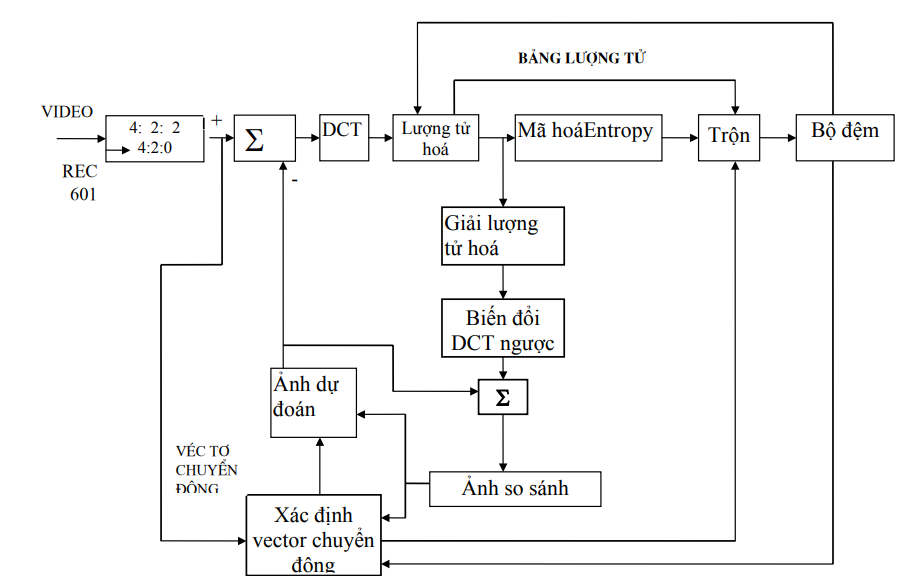 BẢNG LƯỢNG TỬ
VIDEO
4: 2: 2
4:2:0
REC
601
+
Σ
-
DCT
Lượng tử
hoá
Mã hoáEntropy
Trộn
Bộ đệm
Giải lượng
tử hoá
Biến đổi
DCT ngược
Σ
Ảnh dự
đoán
Ảnh so sánh
VÉC TƠ
CHUYỂN
ĐỘNG
Xác định
vector chuyển
động